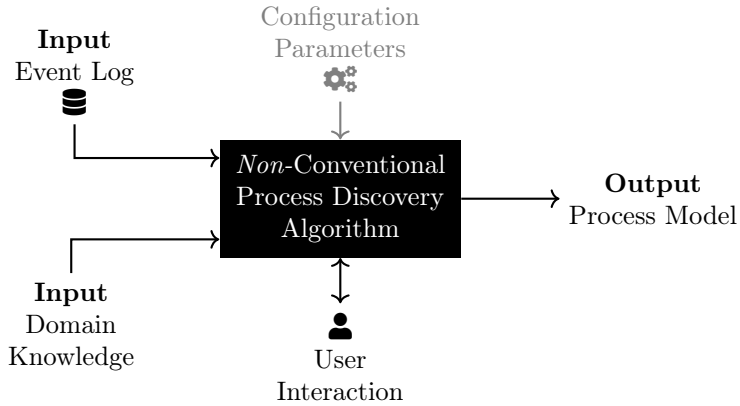 Configuration
Parameters
Input
Event Log
Non-Conventional
Process Discovery
Algorithm
Output
Process Model
Input
Domain
Knowledge
User
Interaction